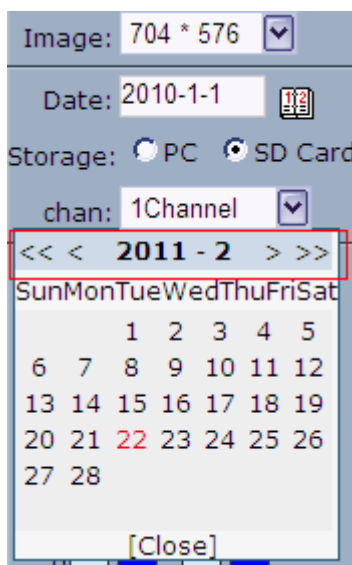 Image: 704 * 576
Date: 2010-1-1
Storage: PC SD Card
chan: 1Channel
<< < 2011 - 2 > >>
SunMonTueWedThuFriSat
1 2 3 4 5
6 7 8 9 10 11 12
13 14 15 16 17 18 19
20 21 22 23 24 25 26
27 28
[Close]